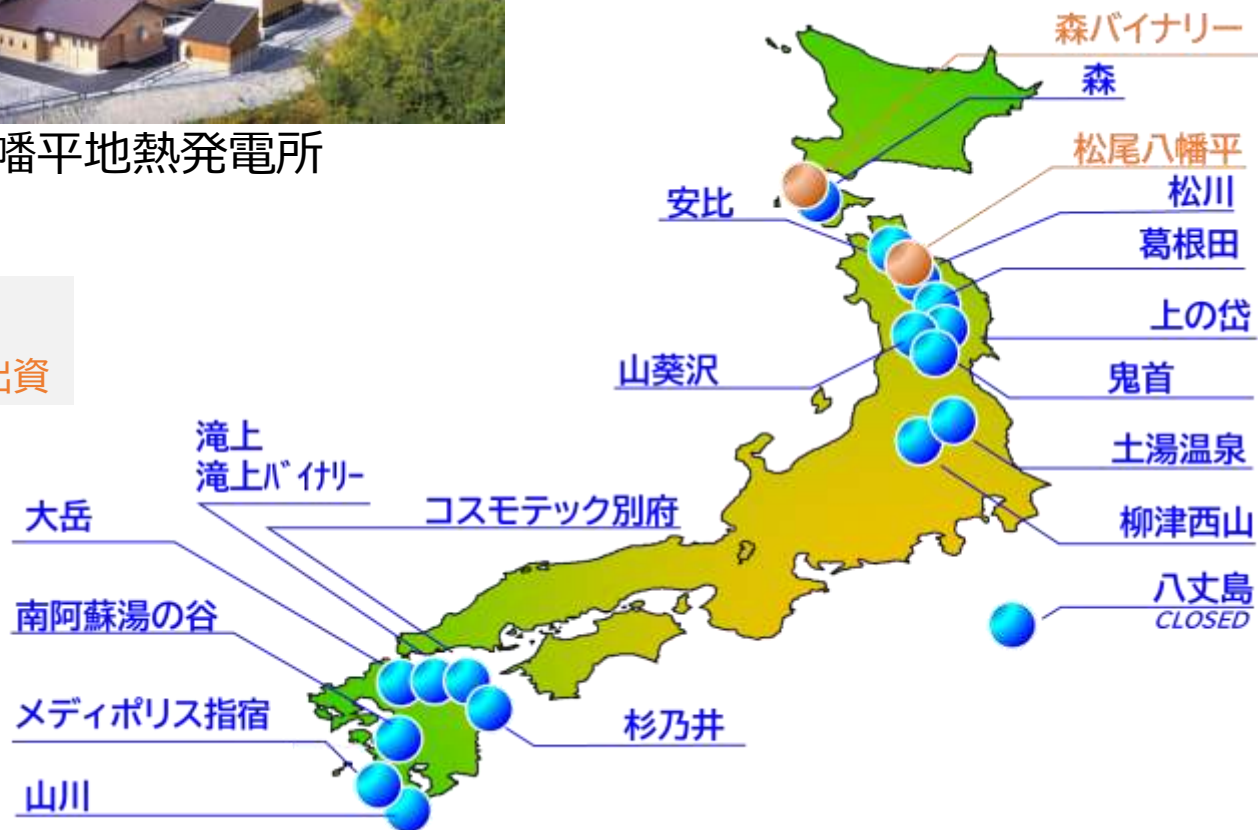 幡平地熱発電所
出資
森バイナリー
森
松尾八幡平
松川
安比
葛根田
上の岱
山葵沢
鬼首
滝上
滝上ﾊﾞｲﾅﾘｰ
土湯温泉
大岳
コスモテック別府
柳津西山
八丈島
CLOSED
南阿蘇湯の谷
メディポリス指宿
杉乃井
山川